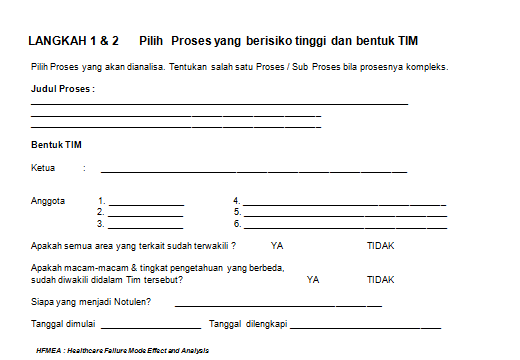 LANGKAH 1 & 2 Pilih Proses yang berisiko tinggi dan bentuk TIM
Pilih Proses yang akan dianalisa. Tentukan salah satu Proses / Sub Proses bila prosesnya kompleks.
Judul Proses :
Bentuk TIM
Ketua :
Anggota 1. 4.
2. 5.
3. 6.
Apakah semua area yang terkait sudah terwakili ? YA TIDAK
Apakah macam-macam & tingkat pengetahuan yang berbeda,
sudah diwakili didalam Tim tersebut? YA TIDAK
Siapa yang menjadi Notulen?
Tanggal dimulai Tanggal dilengkapi
HFMEA : Healthcare Failure Mode Effect and Analysis